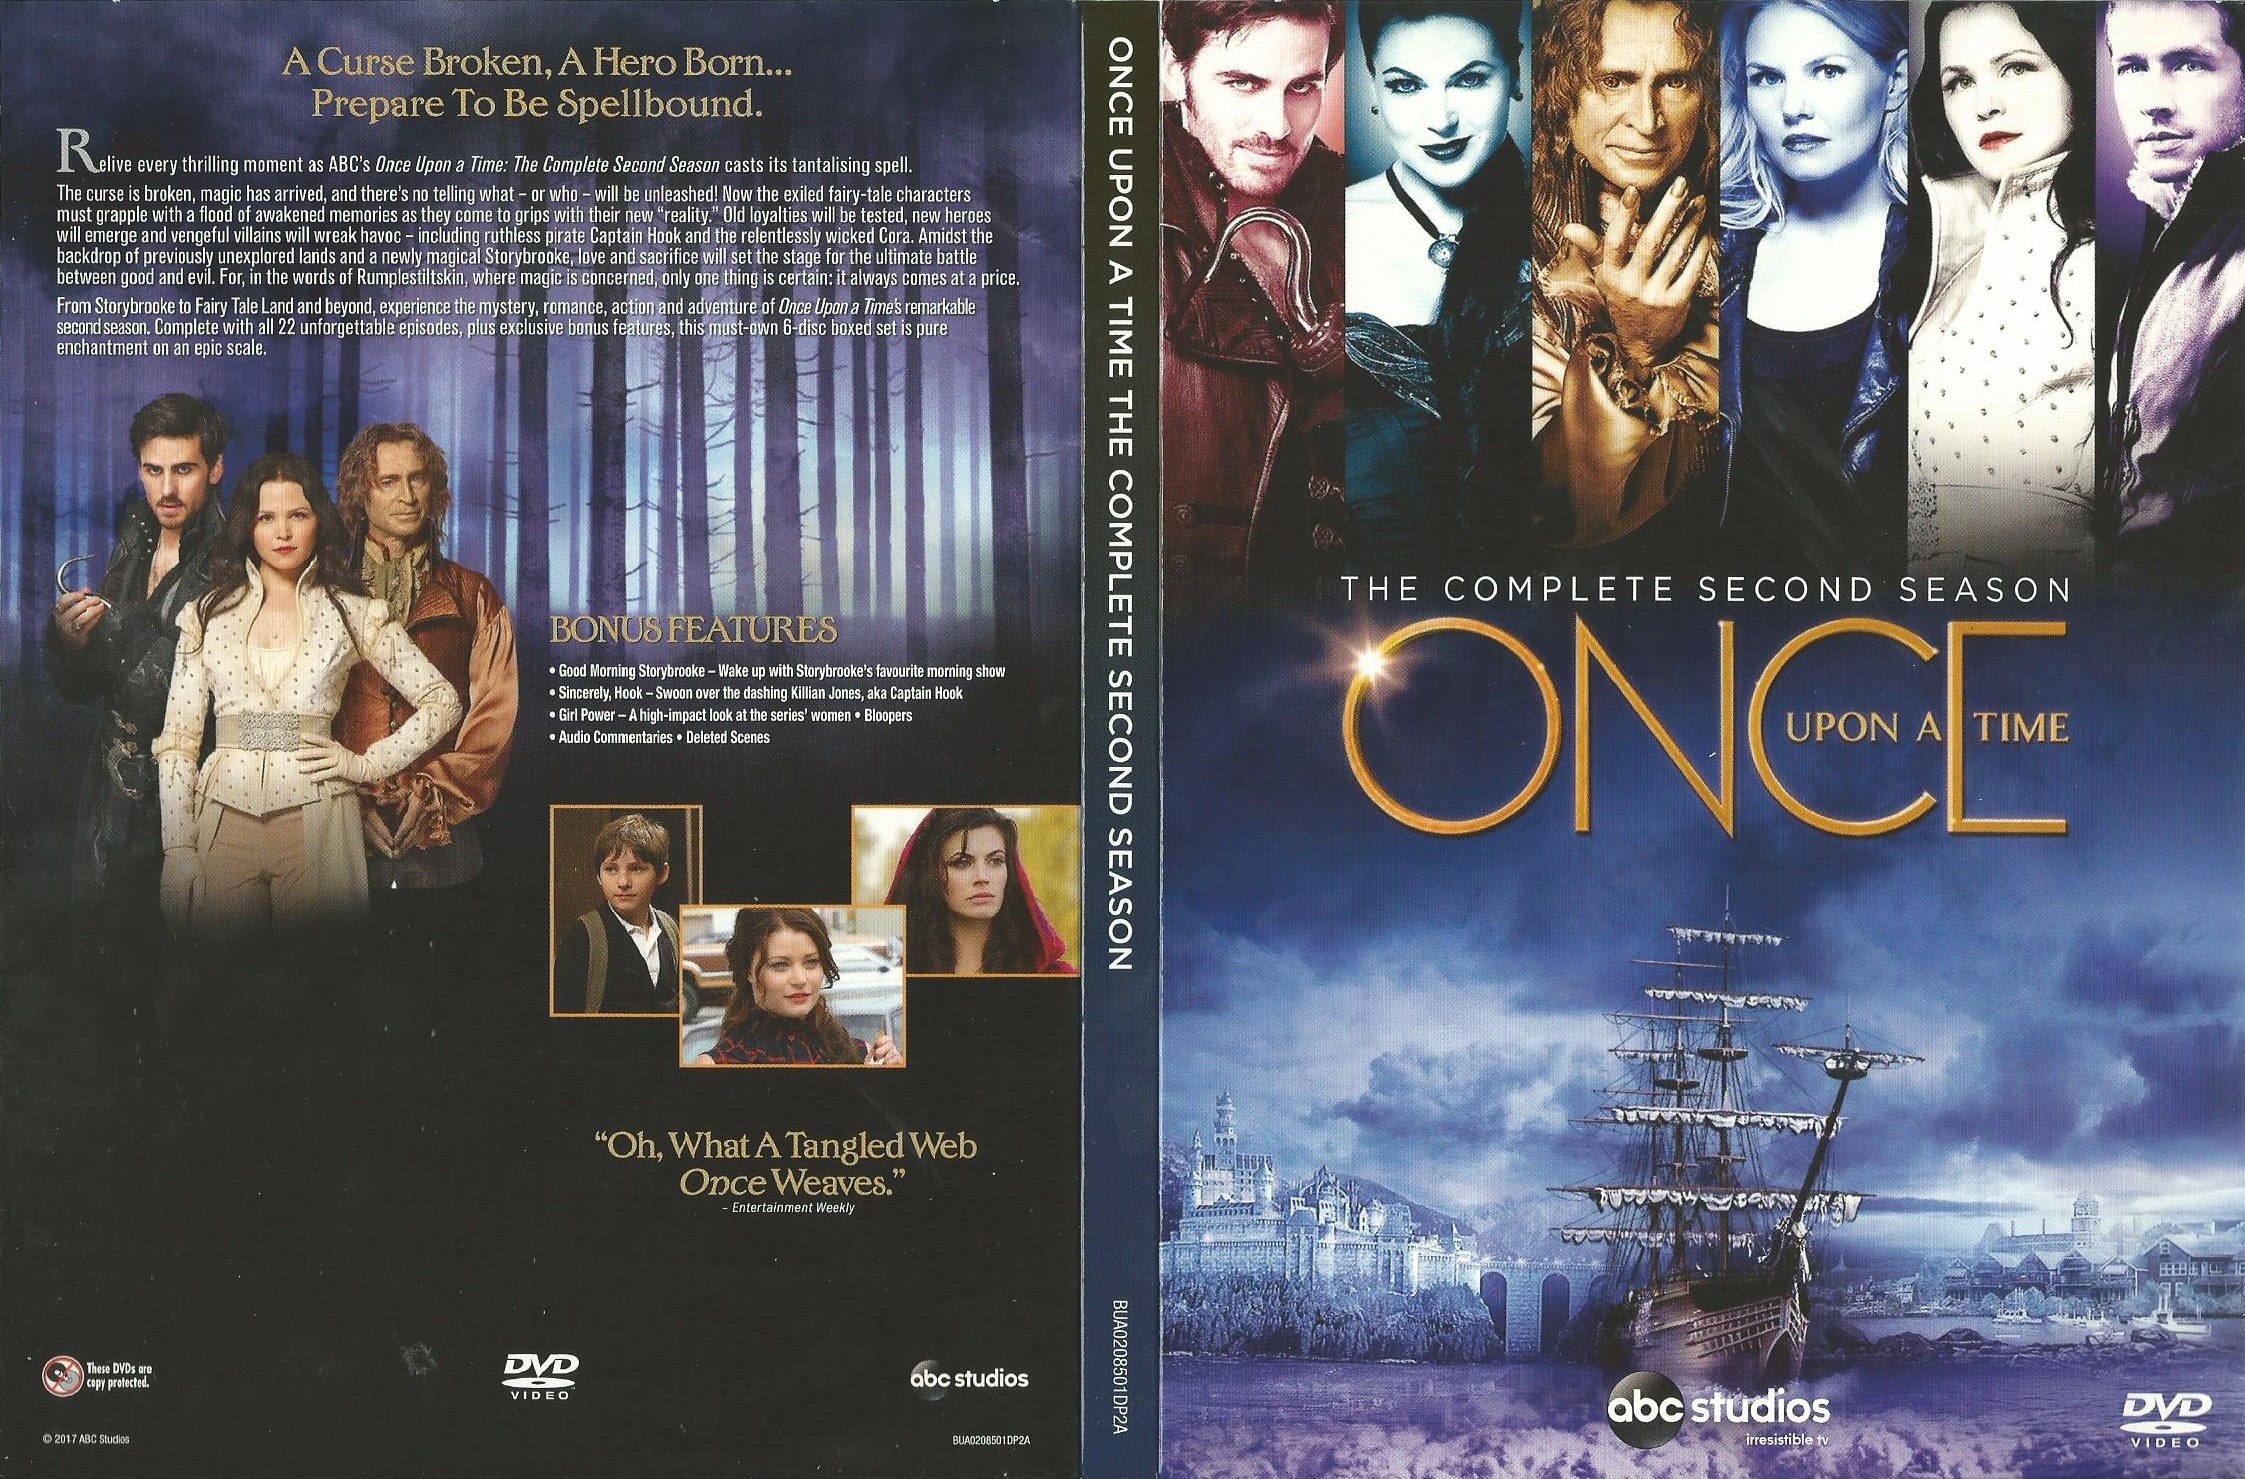 A Curse Broken, A Hero Born...
Prepare To Be Spellbound.
Relive every thrilling moment as ABC's Once Upon a Time: The Complete Second Season casts its tantalising spell.
The curse is broken, magic has arrived, and there's no telling what – or who – will be unleashed! Now the exiled fairy-tale characters
must grapple with a flood of awakened memories as they come to grips with their new "reality." Old loyalties will be tested, new heroes
will emerge and vengeful villains will wreak havoc – including ruthless pirate Captain Hook and the relentlessly wicked Cora. Amidst the
backdrop of previously unexplored lands and a newly magical Storybrooke, love and sacrifice will set the stage for the ultimate battle
between good and evil. For, in the words of Rumplestiltskin, where magic is concerned, only one thing is certain: it always comes at a price.
From Storybrooke to Fairy Tale Land and beyond, experience the mystery, romance, action and adventure of Once Upon a Time's remarkable
second season. Complete with all 22 unforgettable episodes, plus exclusive bonus features, this must-own 6-disc boxed set is pure
enchantment on an epic scale.
BONUS FEATURES
• Good Morning Storybrooke – Wake up with Storybrooke's favourite morning show
• Sincerely, Hook – Swoon over the dashing Killian Jones, aka Captain Hook
• Girl Power – A high-impact look at the series' women • Bloopers
• Audio Commentaries • Deleted Scenes
"Oh, What A Tangled Web
Once Weaves."
– Entertainment Weekly
These DVDs are
copy protected.
DVD
VIDEO
abc studios
© 2017 ABC Studios
BUA0208501DP2A
ONCE UPON A TIME THE COMPLETE SECOND SEASON
BUA0208501DP2A
THE COMPLETE SECOND SEASON
ONCE
UPON A TIME
abc studios
irresistible tv
DVD
VIDEO